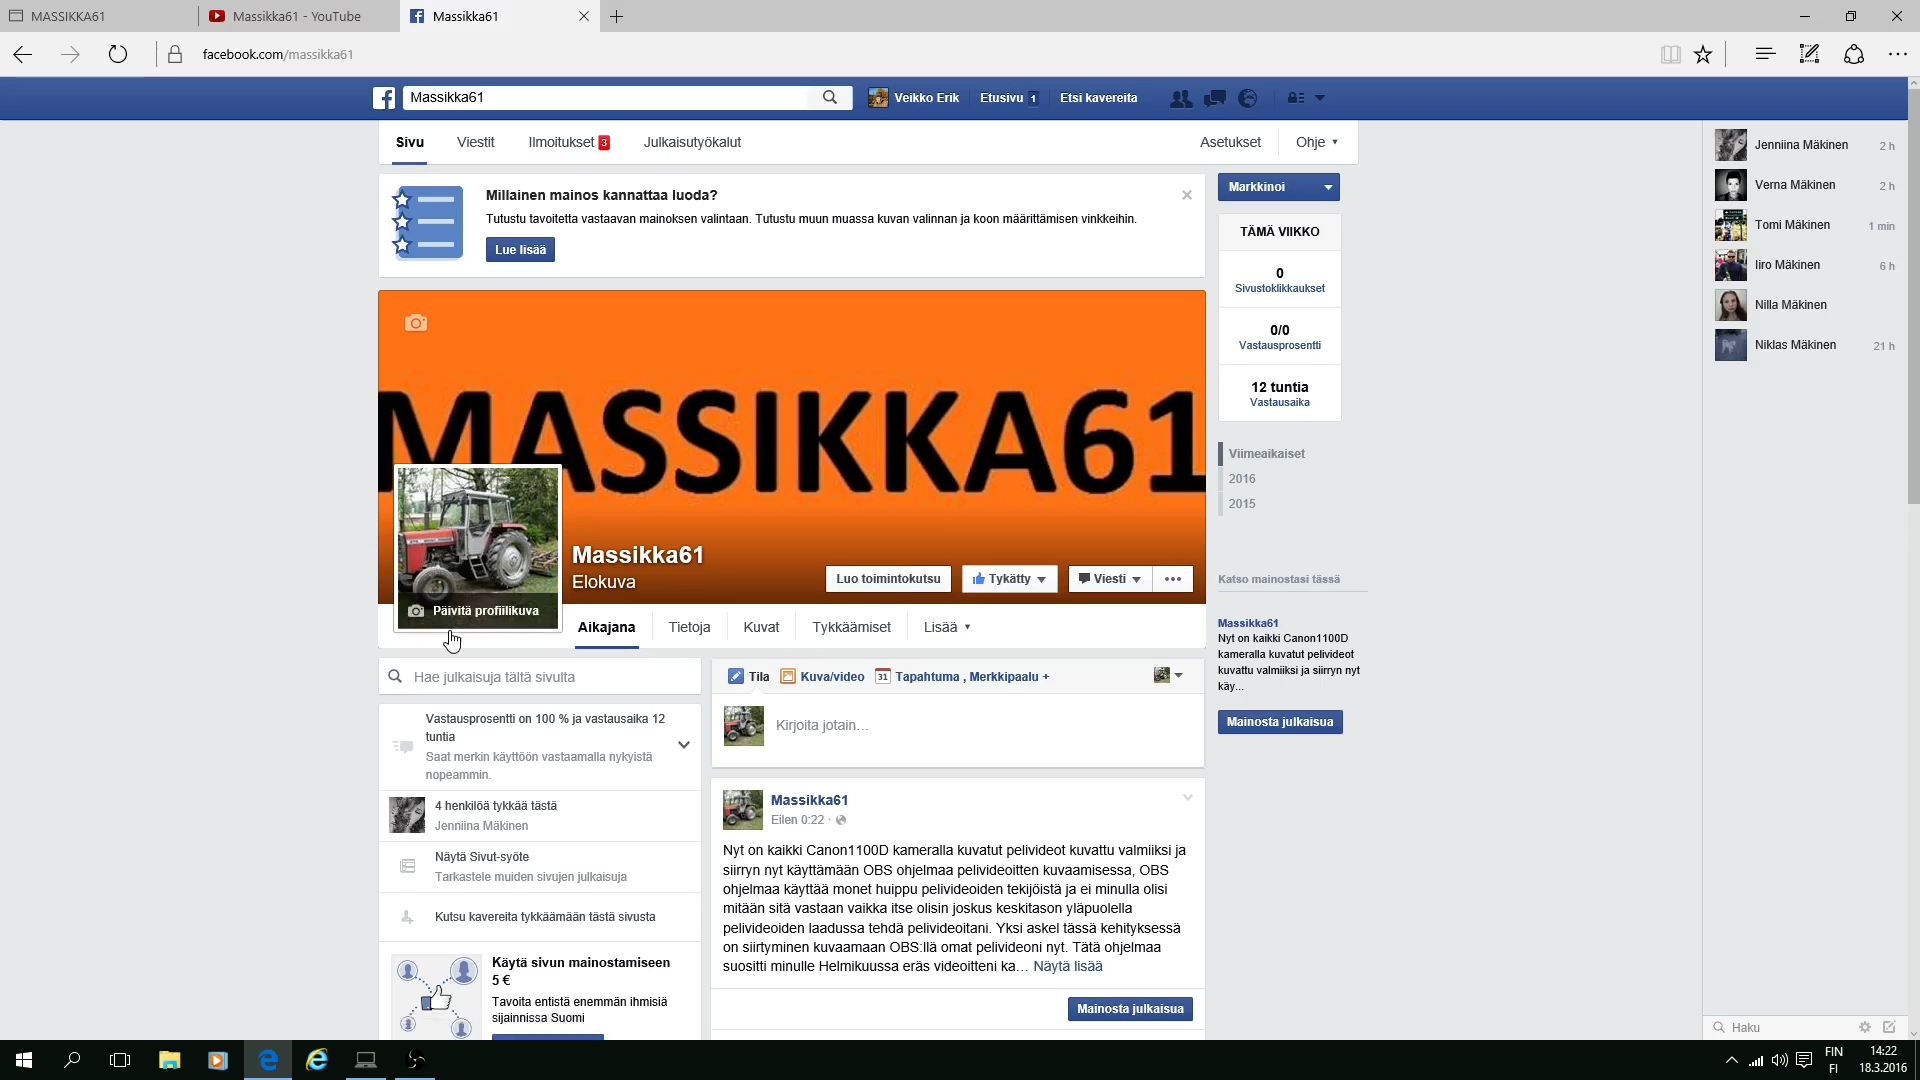 MASSIKKA61
Massikka61 - YouTube
Massikka61
facebook.com/massikka61
Massikka61
Veikko Erik
Etusivu 1
Etsi kavereita
Sivu
Viestit
Ilmoitukset 3
Julkaisutyökalut
Asetukset
Ohje
Millainen mainos kannattaa luoda?
Tutustu tavoitetta vastaavan mainoksen valintaan. Tutustu muun muassa kuvan valinnan ja koon määrittämisen vinkkeihin.
Lue lisää
MASSIKKA61
Massikka61
Elokuva
Päivitä profiilikuva
Luo toimintokutsu
Tykätty
Viesti
Aikajana
Tietoja
Kuvat
Tykkäämiset
Lisää
Hae julkaisuja tältä sivulta
Vastausprosentti on 100 % ja vastausaika 12
tuntia
Saat merkin käyttöön vastaamalla nykyistä
nopeammin.
4 henkilöä tykkää tästä
Jenniina Mäkinen
Näytä Sivut-syöte
Tarkastele muiden sivujen julkaisuja
Kutsu kavereita tykkäämään tästä sivusta
Käytä sivun mainostamiseen
5 €
Tavoita entistä enemmän ihmisiä
sijainnissa Suomi
Tila
Kuva/video
31
Tapahtuma , Merkkipaalu +
Kirjoita jotain…
Massikka61
Eilen 0:22 ·
Nyt on kaikki Canon1100D kameralla kuvatut pelivideot kuvattu valmiiksi ja
siirryn nyt käyttämään OBS ohjelmaa pelivideoitten kuvaamisessa, OBS
ohjelmaa käyttää monet huippu pelivideoiden tekijöistä ja ei minulla olisi
mitään sitä vastaan vaikka itse olisin joskus keskitason yläpuolella
pelivideoiden laadussa tehdä pelivideoitani. Yksi askel tässä kehityksessä
on siirtyminen kuvaamaan OBS:llä omat pelivideoni nyt. Tätä ohjelmaa
suositti minulle Helmikuussa eräs videoitteni ka… Näytä lisää
Mainosta julkaisua
Markkinoi
TÄMÄ VIIKKO
0
Sivustoklikkaukset
0/0
Vastausprosentti
12 tuntia
Vastausaika
Viimeaikaiset
2016
2015
Katso mainostasi tässä
Massikka61
Nyt on kaikki Canon1100D
kameralla kuvatut pelivideot
kuvattu valmiiksi ja siirryn nyt
käy...
Mainosta julkaisua
Jenniina Mäkinen 2 h
Verna Mäkinen 2 h
Tomi Mäkinen 1 min
Iiro Mäkinen 6 h
Nilla Mäkinen
Niklas Mäkinen 21 h
Haku
FIN
FI
14:22
18.3.2016